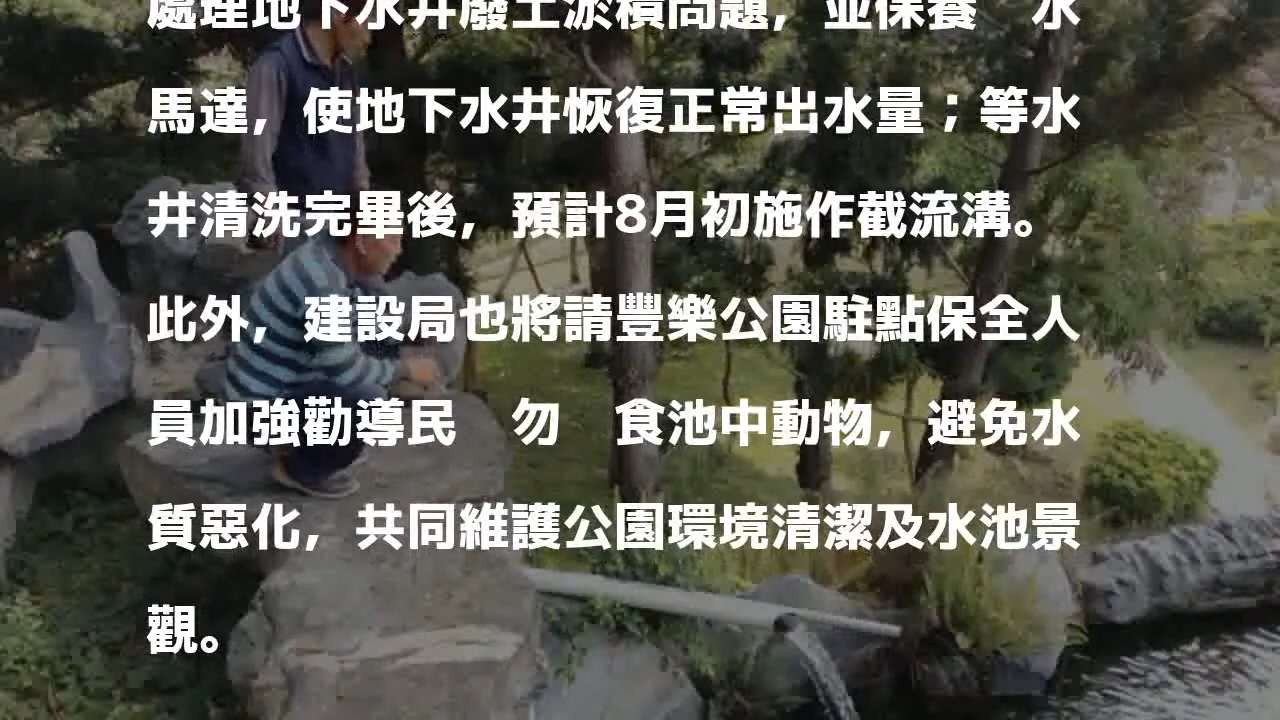 處理地下水井廢土淤積問題，並保養　水
馬達，使地下水井恢復正常出水量；等水
井清洗完畢後，預計8月初施作截流溝。
此外，建設局也將請豐樂公園駐點保全人
員加強勸導民　勿　食池中動物，避免水
質惡化，共同維護公園環境清潔及水池景
觀。